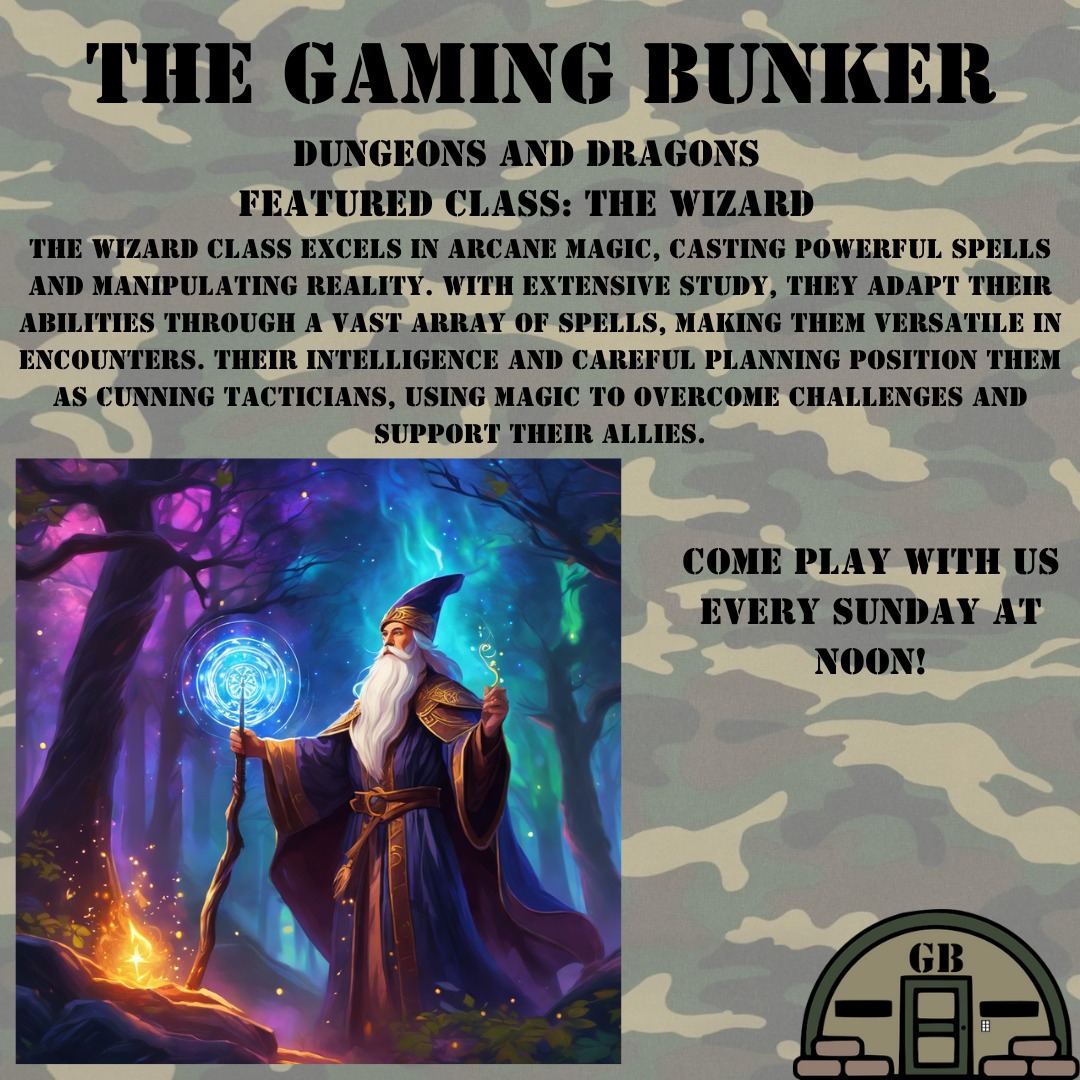 THE GAMING BUNKER
DUNGEONS AND DRAGONS
FEATURED CLASS: THE WIZARD
THE WIZARD CLASS EXCELS IN ARCANE MAGIC, CASTING POWERFUL SPELLS
AND MANIPULATING REALITY. WITH EXTENSIVE STUDY, THEY ADAPT THEIR
ABILITIES THROUGH A VAST ARRAY OF SPELLS, MAKING THEM VERSATILE IN
ENCOUNTERS. THEIR INTELLIGENCE AND CAREFUL PLANNING POSITION THEM
AS CUNNING TACTICIANS, USING MAGIC TO OVERCOME CHALLENGES AND
SUPPORT THEIR ALLIES.
COME PLAY WITH US
EVERY SUNDAY AT
NOON!
GB